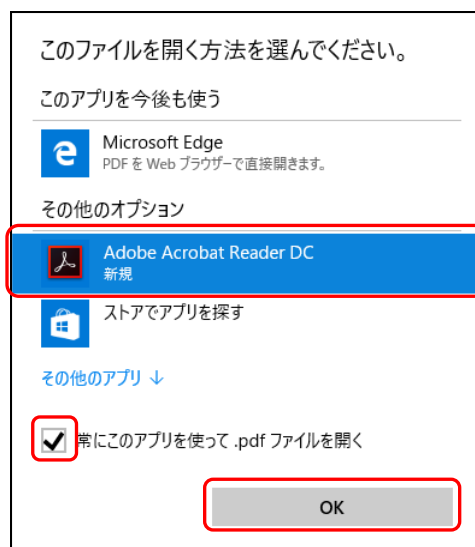 このファイルを開く方法を選んでください。
このアプリを今後も使う
Microsoft Edge
PDF を Web ブラウザーで直接開きます。
その他のオプション
Adobe Acrobat Reader DC
新規
ストアでアプリを探す
その他のアプリ ↓
常にこのアプリを使って .pdf ファイルを開く
OK